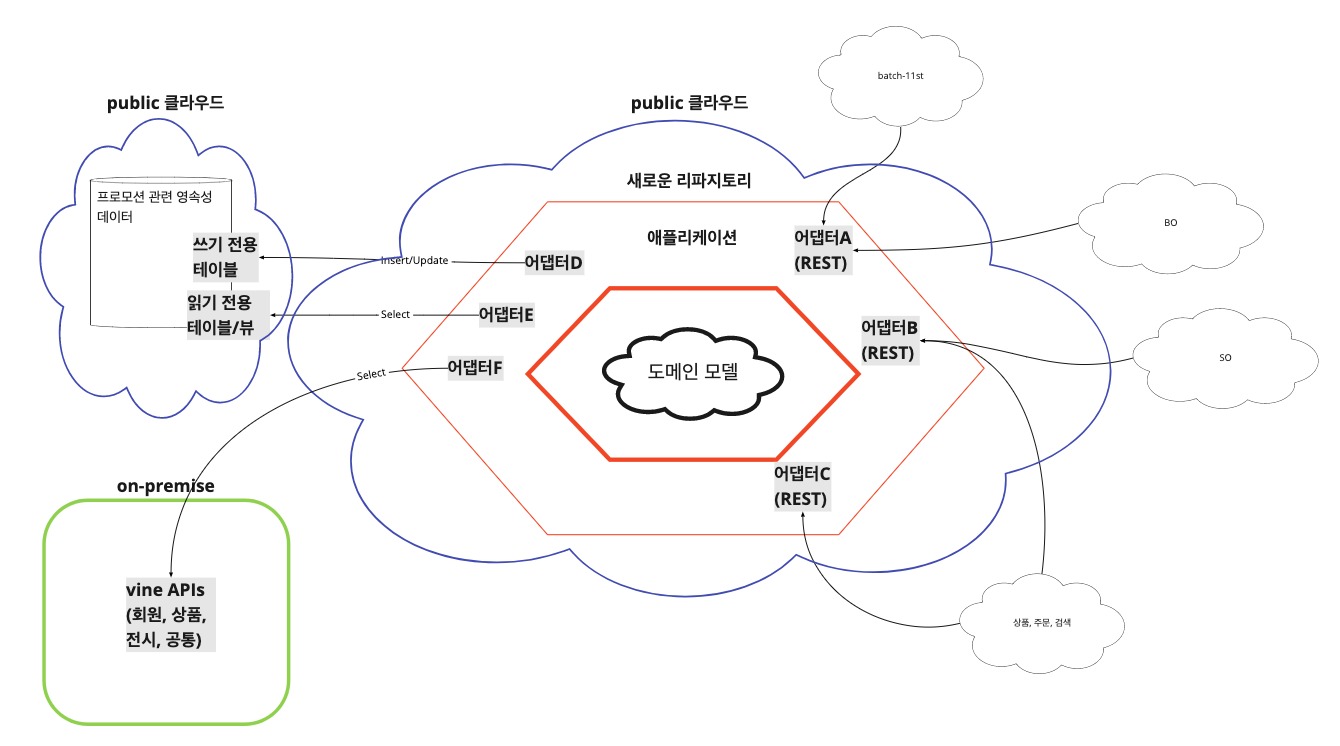 batch-11st
public 클라우드
public 클라우드
새로운 리파지토리
프로모션 관련 영속성
데이터
쓰기 전용
테이블
읽기 전용
테이블/뷰
Insert/Update
Select
Select
어댑터D
어댑터E
어댑터F
애플리케이션
도메인 모델
어댑터A
(REST)
어댑터B
(REST)
어댑터C
(REST)
BO
SO
상품, 주문, 검색
on-premise
vine APIs
(회원, 상품,
전시, 공통)